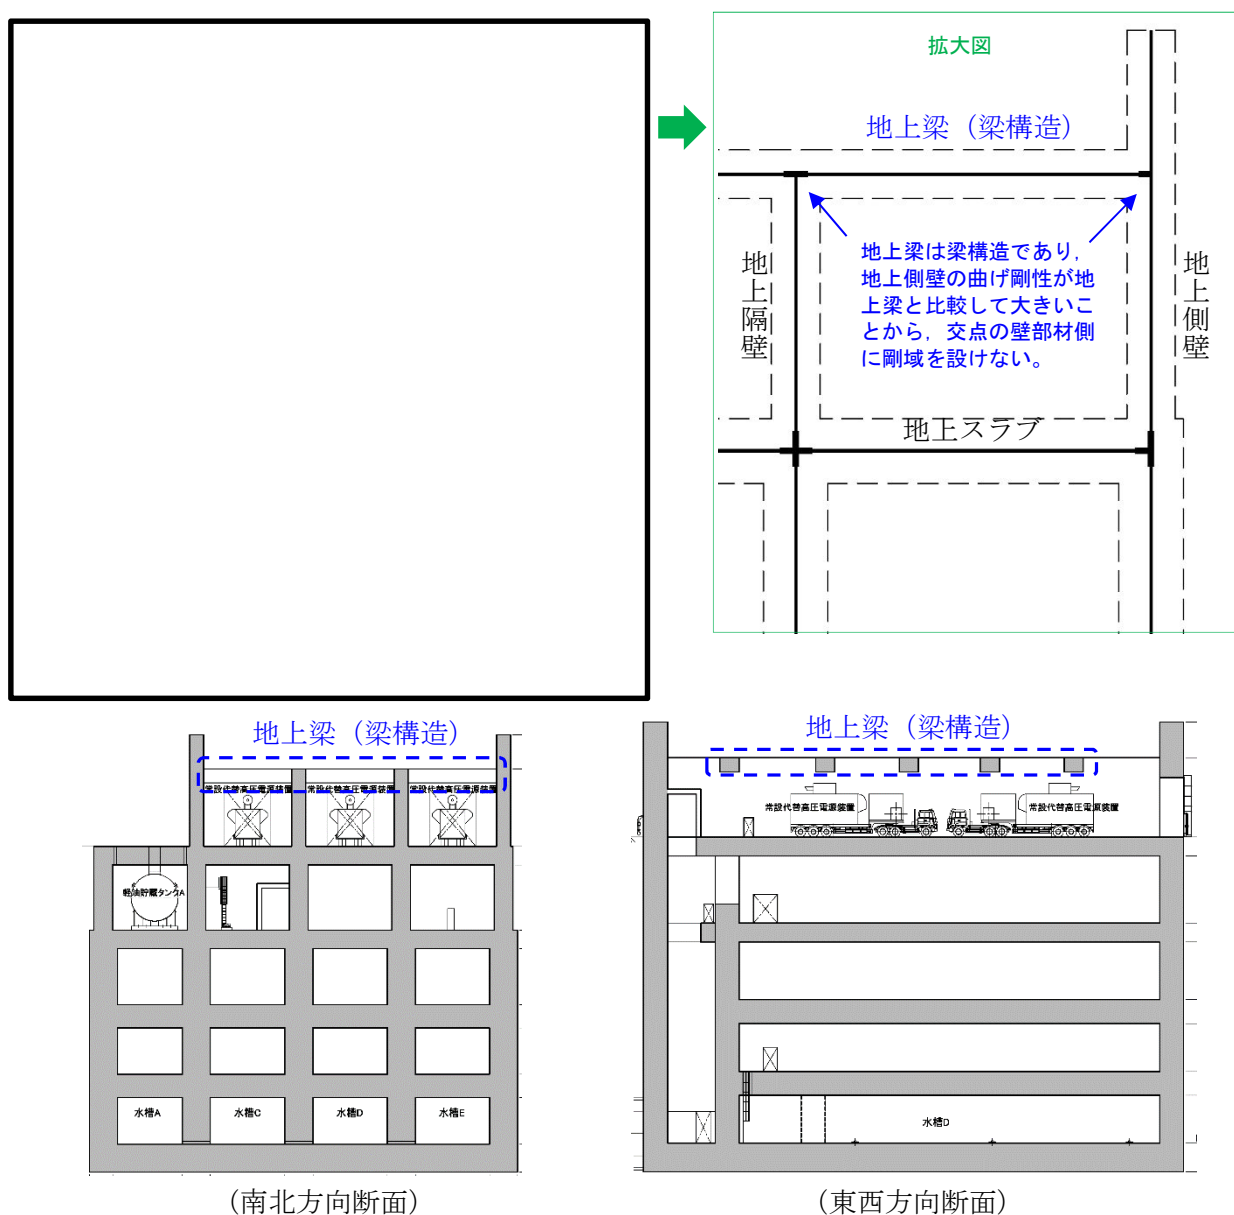 拡大図
地上梁（梁構造）
地上梁は梁構造であり，
地上側壁の曲げ剛性が地
上梁と比較して大きいこ
とから，交点の壁部材側
に剛域を設けない。
地上隔壁
地上側壁
地上スラブ
地上梁（梁構造）
常設代替高圧電源装置
常設代替高圧電源装置
常設代替高圧電源装置
軽油貯蔵タンクA
水槽A
水槽C
水槽D
水槽E
（南北方向断面）
地上梁（梁構造）
常設代替高圧電源装置
常設代替高圧電源装置
水槽D
（東西方向断面）